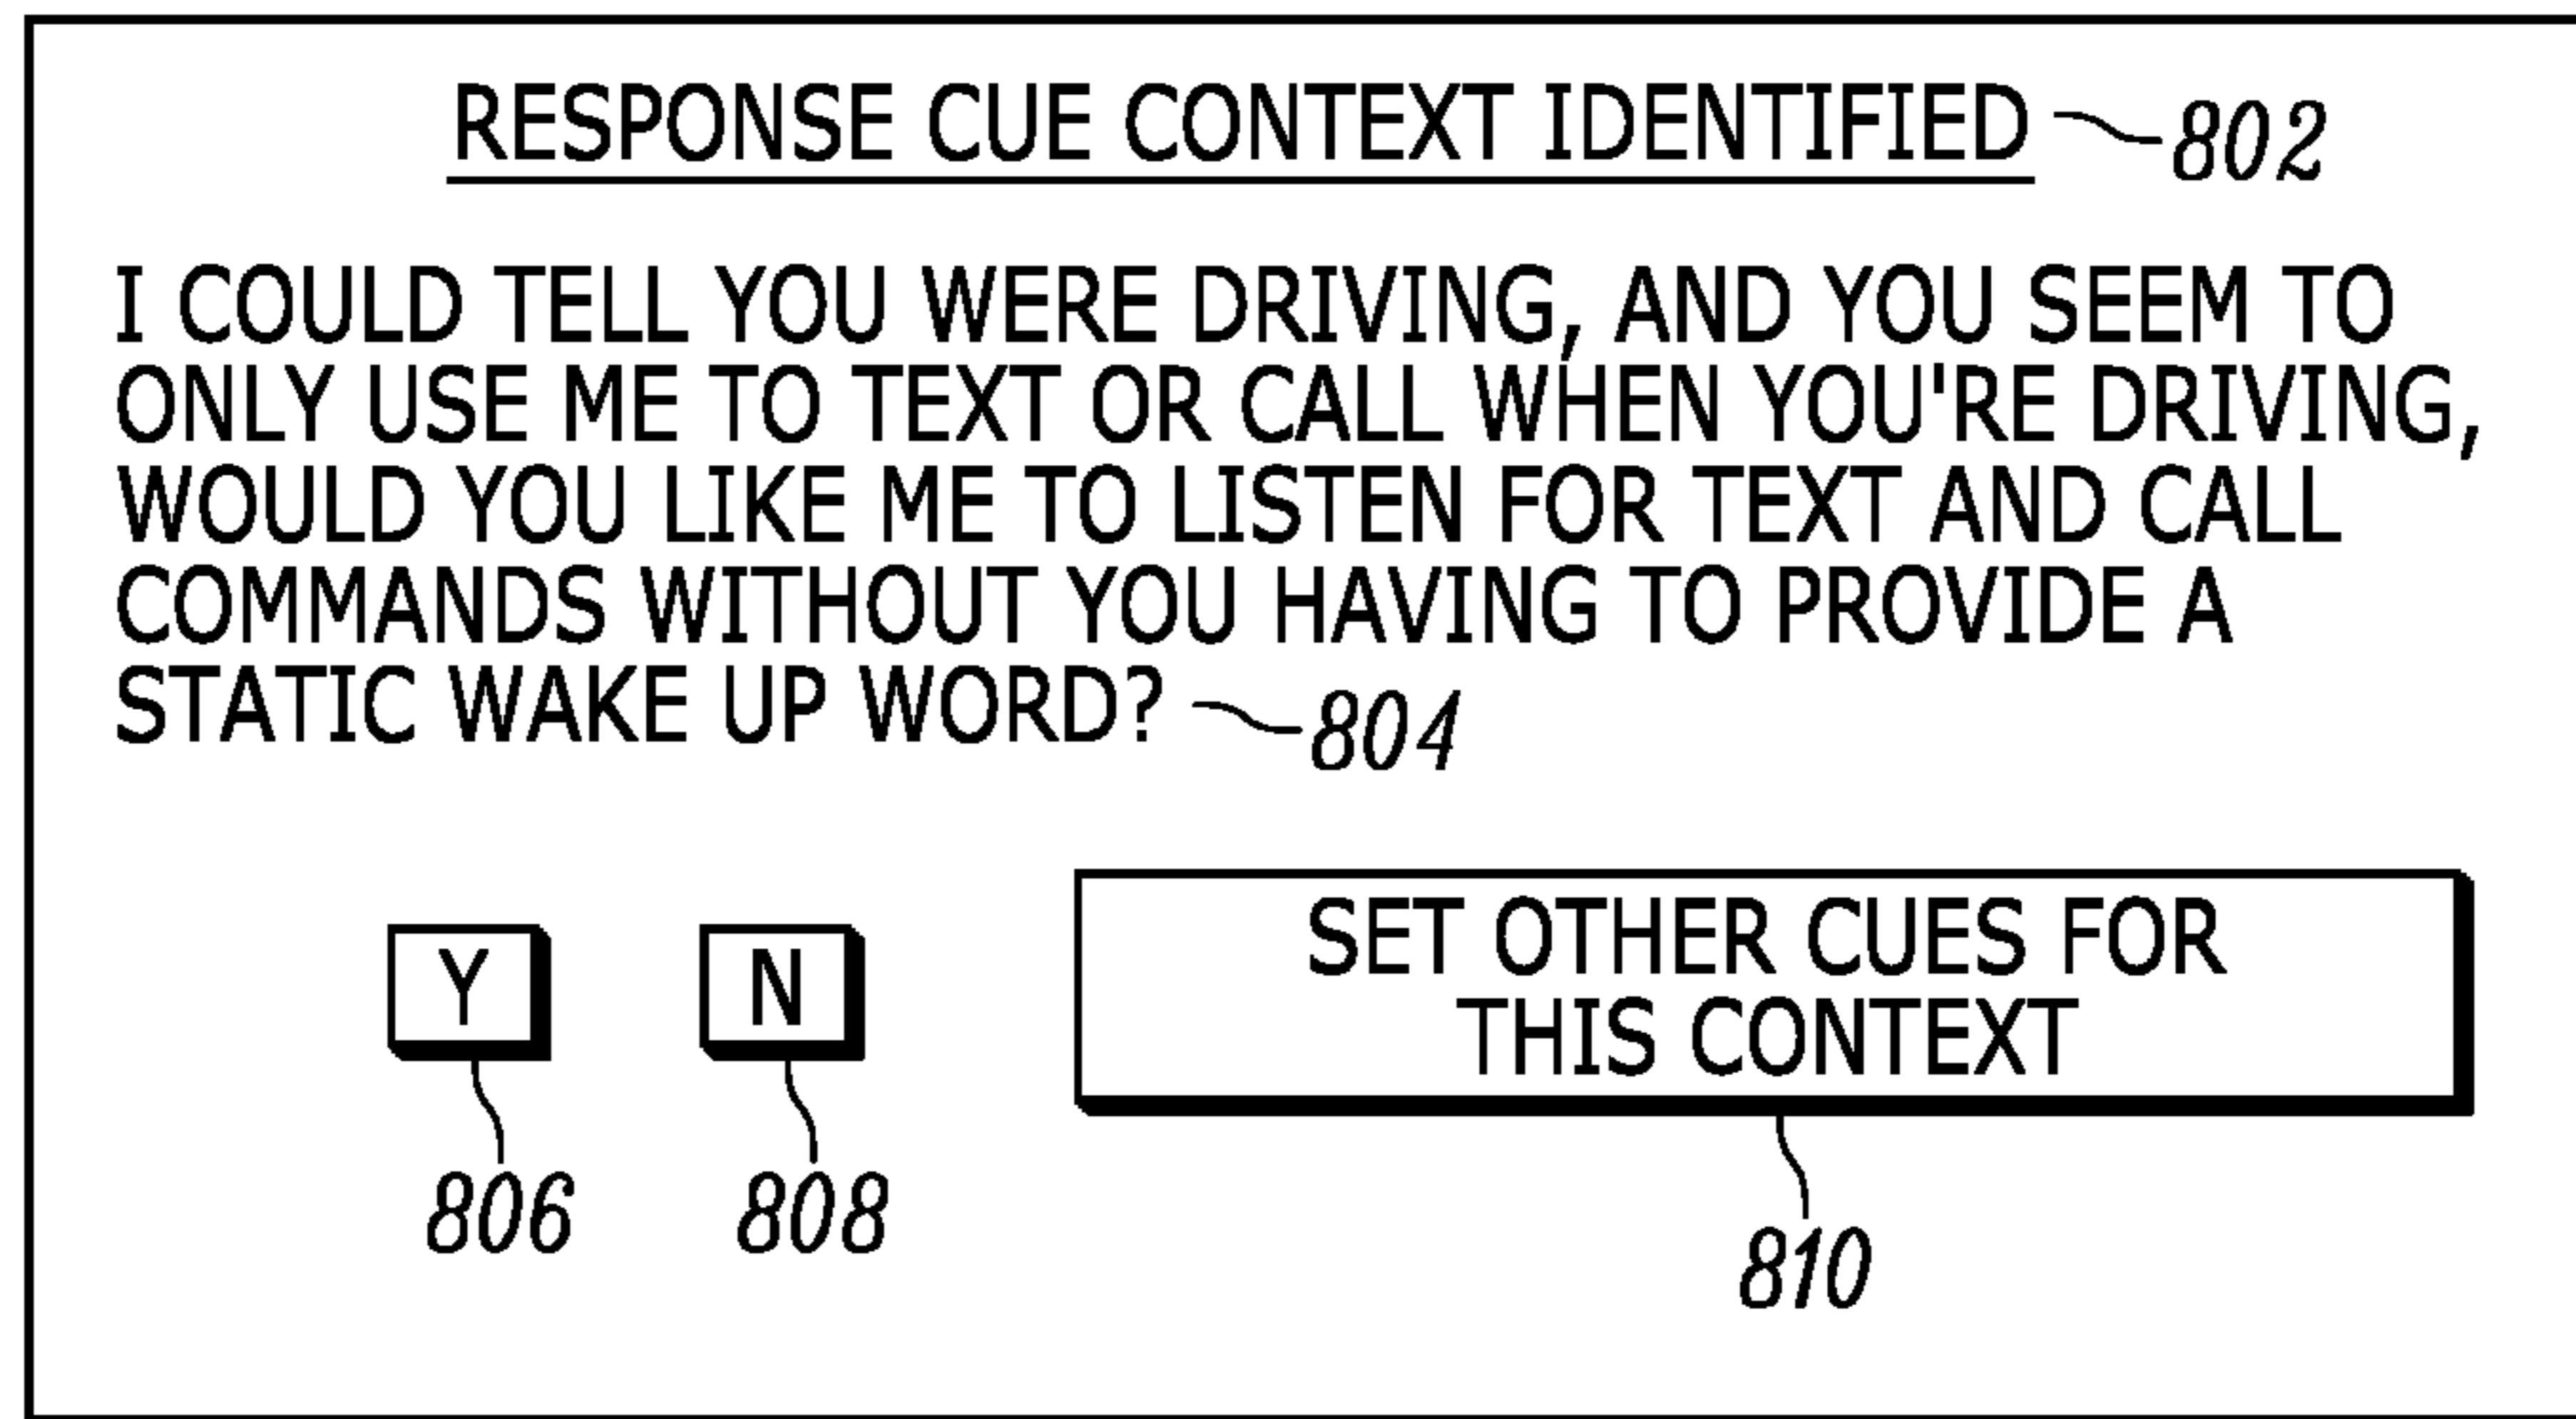 RESPONSE CUE CONTEXT IDENTIFIED 802
I COULD TELL YOU WERE DRIVING, AND YOU SEEM TO
ONLY USE ME TO TEXT OR CALL WHEN YOU'RE DRIVING,
WOULD YOU LIKE ME TO LISTEN FOR TEXT AND CALL
COMMANDS WITHOUT YOU HAVING TO PROVIDE A
STATIC WAKE UP WORD? 804
Y N
SET OTHER CUES FOR
THIS CONTEXT
806 808
810